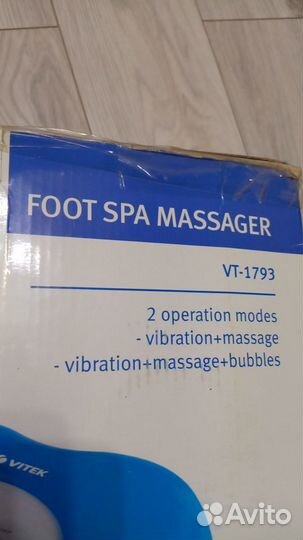 FOOT SPA MASSAGER
VT-1793
2 operation modes
- vibration+massage
- vibration+massage+bubbles
VITEK
Avito